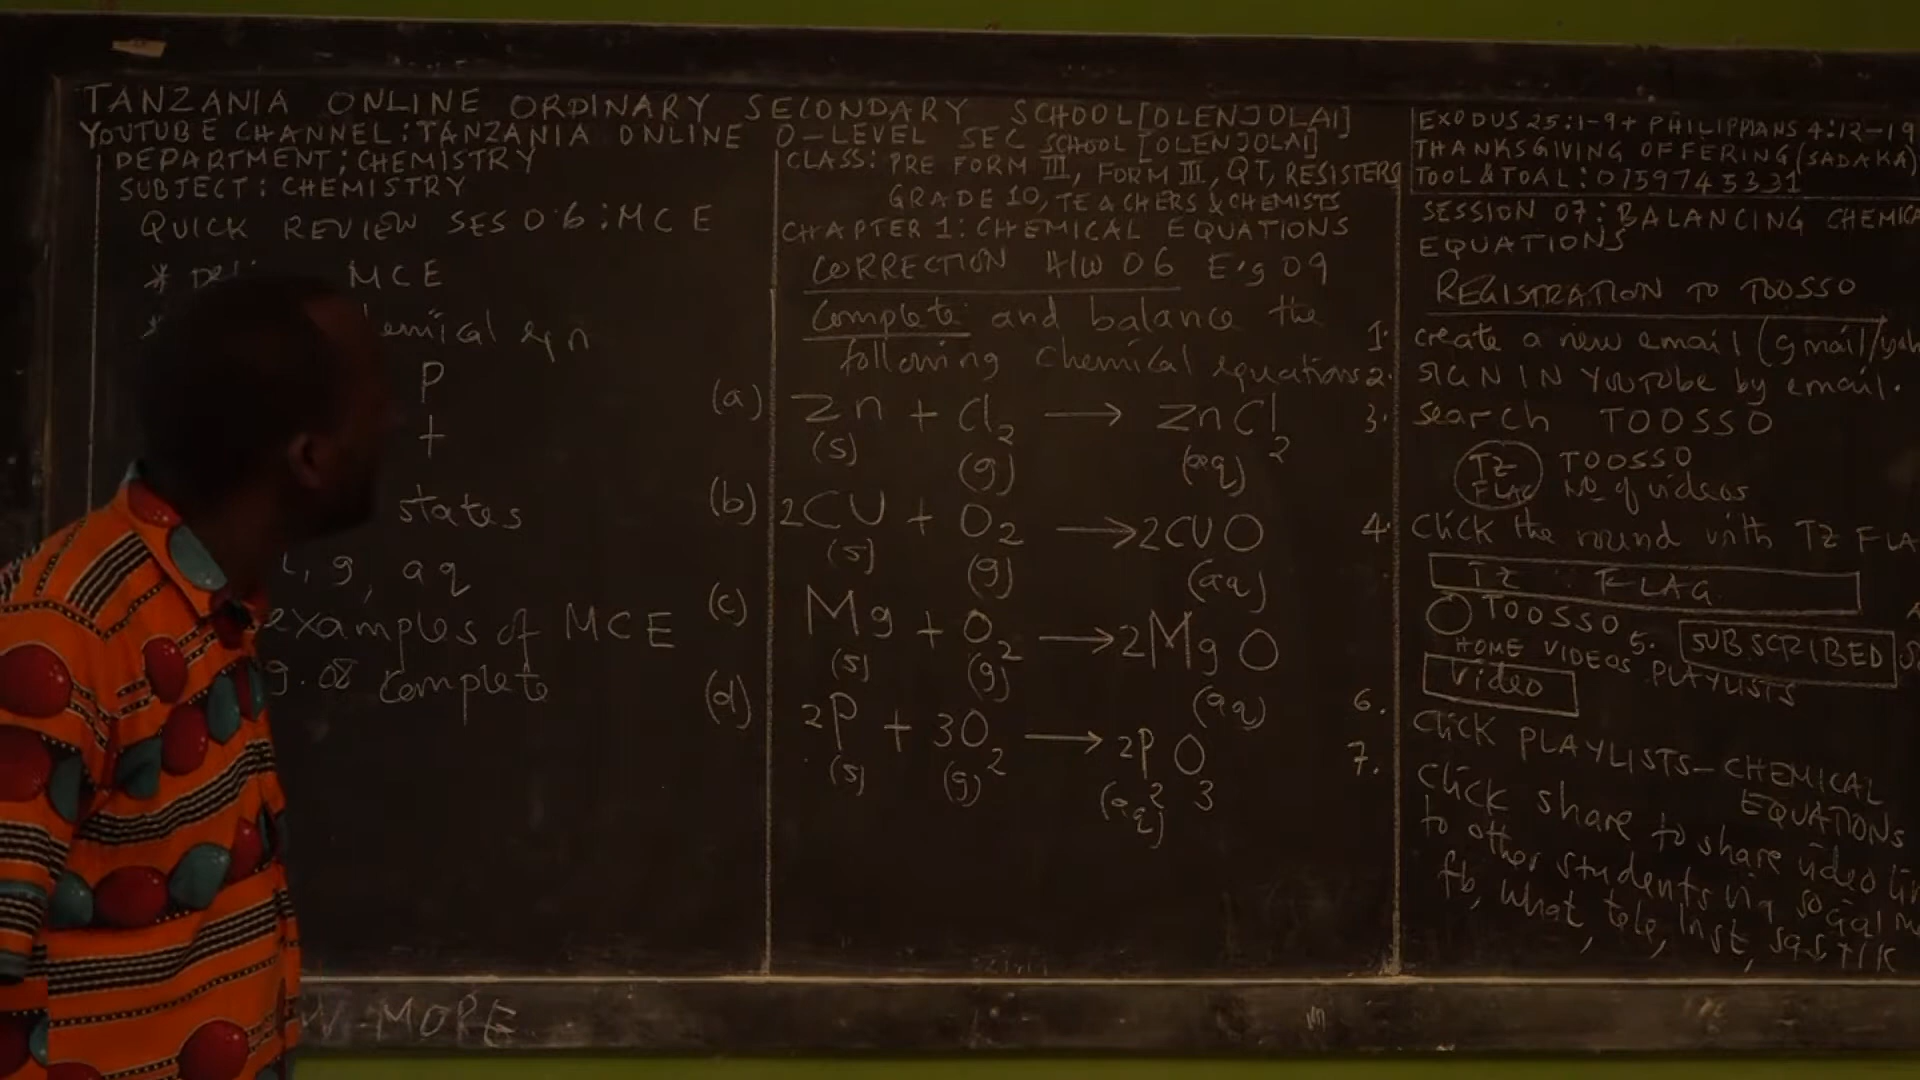 TANZANIA ONLINE ORDINARY SECONDARY SCHOOL[OLENJOLAI]
YOUTUBE CHANNEL: TANZANIA ONLINE O-LEVEL SEC SCHOOL [OLENJOLAI]
DEPARTMENT: CHEMISTRY
SUBJECT: CHEMISTRY
QUICK REVIEW SES 06: MCE
* MCE
*
eqn
P
+
states
g, aq
examples of MCE
9.08 complete
W MORE
CLASS: PRE FORM III, FORM III, QT, RESISTERS
GRADE 10, TEACHERS & CHEMISTS
CHAPTER 1: CHEMICAL EQUATIONS
CORRECTION H/W 06 E.g 09
Complete and balance the
following chemical equations
(a) Zn + Cl2 → ZnCl2
(s) (g) (aq)
(b) 2CU + O2 → 2CUO
(s) (g) (aq)
(c) Mg + O2 → 2MgO
(s) (g) (aq)
(d) 2P + 3O2 → 2P2O3
(s) (g) (aq)
EXODUS 25:1-9+ PHILIPPIANS 4:12-19
THANKSGIVING OFFERING (SADAKA)
TOOL & TOAL: 0759745331
SESSION 07: BALANCING
EQUATIONS
REGISTRATION TO TOOSSO
1. create a new email (gmail/
2. SIGN IN YOUTUBE by email.
3. search TOOSSO
TZ FLAG TOOSSO
No of videos
4. Click the round with TZ
TZ FLAG
TOOSSO
5. SUBSCRIBED
HOME VIDEOS PLAYLISTS
video
6. Click PLAYLISTS-CHEMICAL
EQUATIONS
7. Click share to share video
to other students via social
fb, what, tele, inst,